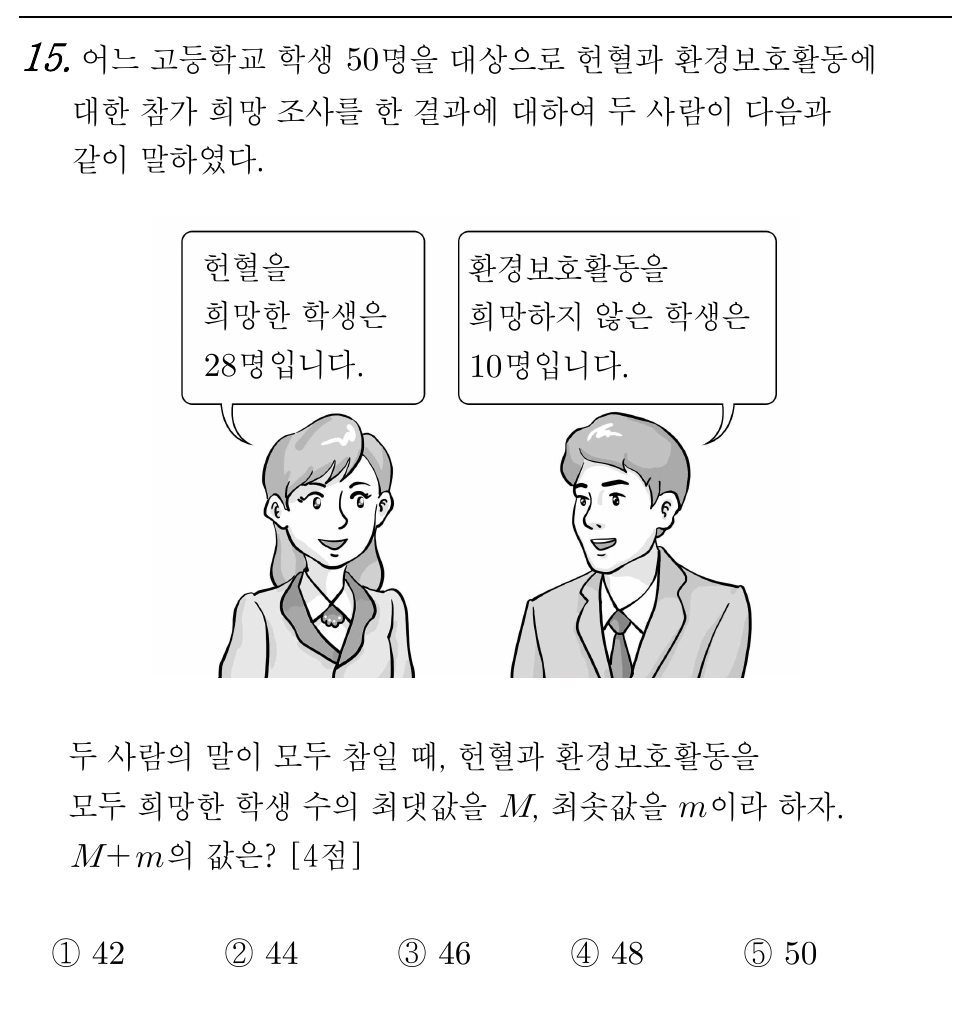 15. 어느 고등학교 학생 50명을 대상으로 헌혈과 환경보호활동에
대한 참가 희망 조사를 한 결과에 대하여 두 사람이 다음과
같이 말하였다.
헌혈을
희망한 학생은
28명입니다.
환경보호활동을
희망하지 않은 학생은
10명입니다.
두 사람의 말이 모두 참일 때, 헌혈과 환경보호활동을
모두 희망한 학생 수의 최댓값을 M, 최솟값을 m이라 하자.
M+m의 값은? [4점]
① 42 ② 44 ③ 46 ④ 48 ⑤ 50